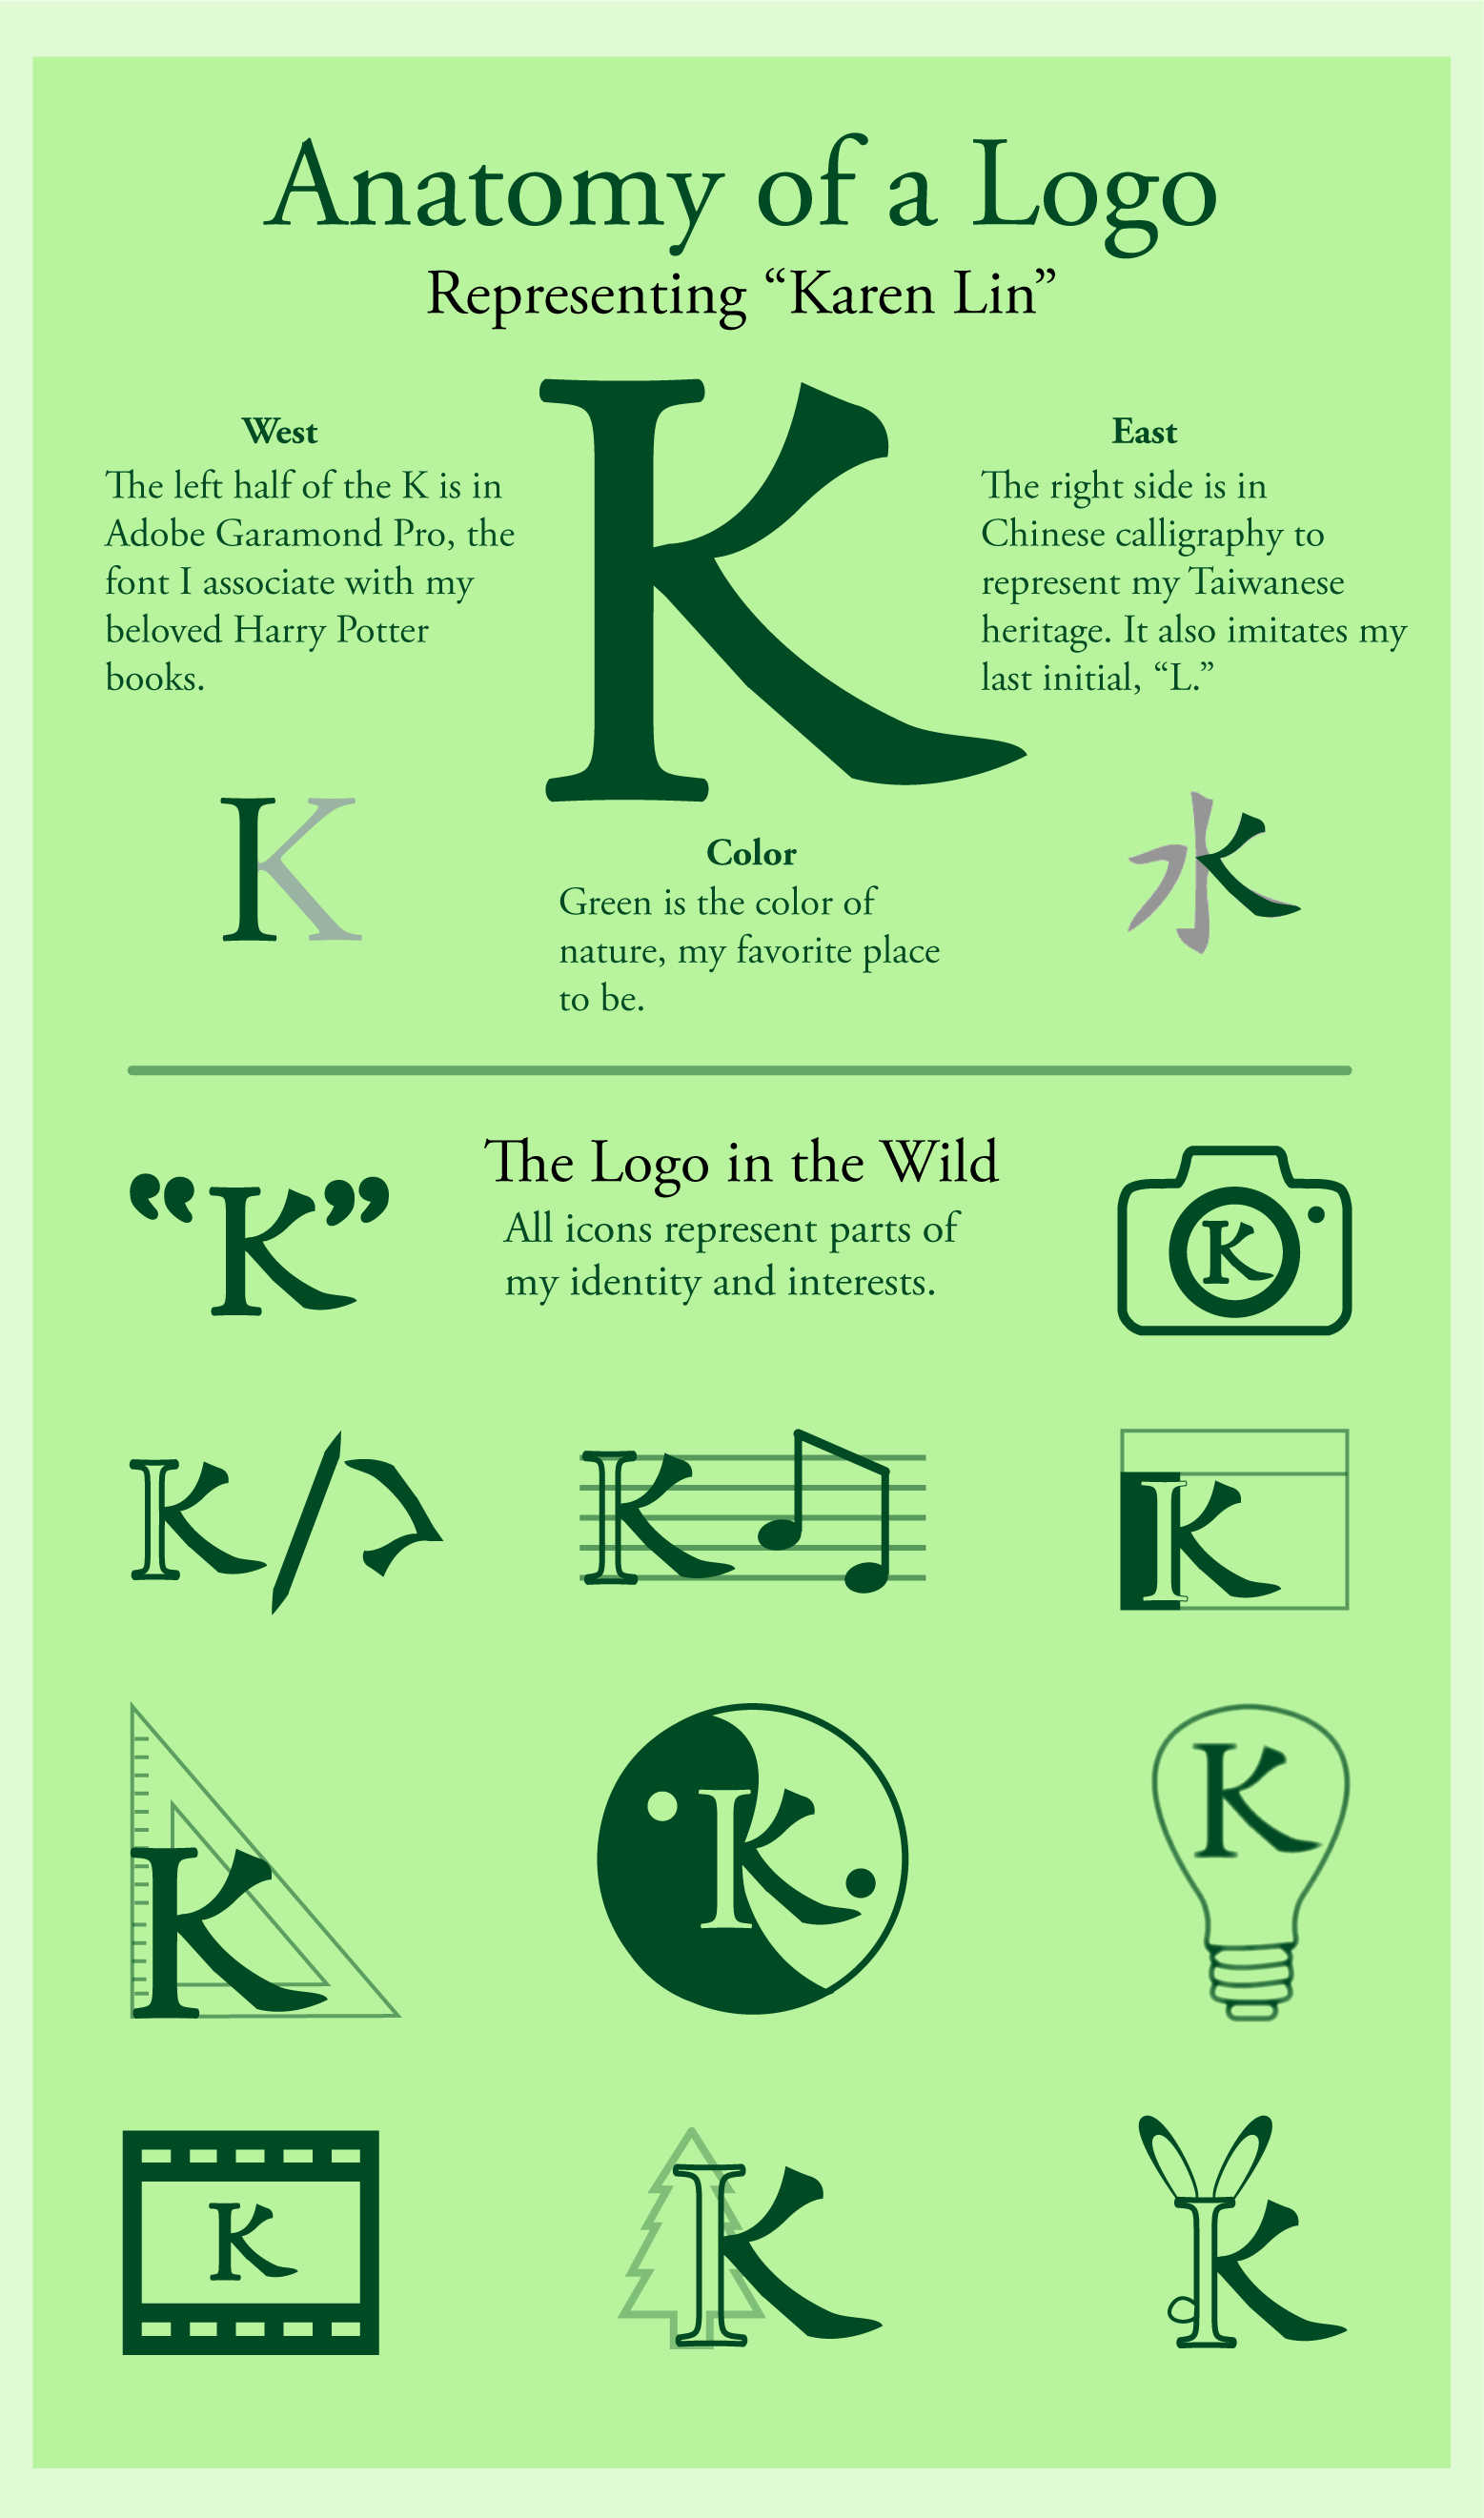 Anatomy of a Logo
Representing “Karen Lin”
West
The left half of the K is in
Adobe Garamond Pro, the
font I associate with my
beloved Harry Potter
books.
K
K
East
The right side is in
Chinese calligraphy to
represent my Taiwanese
heritage. It also imitates my
last initial, “L.”
水
Color
Green is the color of
nature, my favorite place
to be.
The Logo in the Wild
All icons represent parts of
my identity and interests.
“K”
K
K/>
K
K
K
K
K
K
K
K